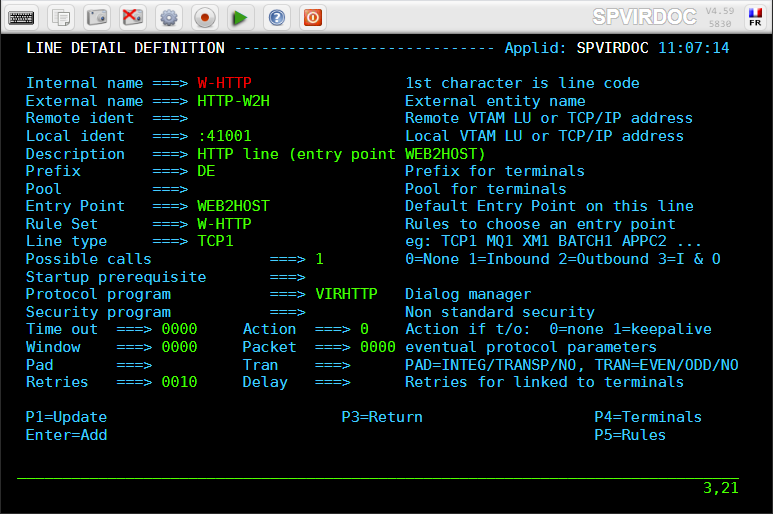 SPVIRDOC V4.59 5830 FR
LINE DETAIL DEFINITION ----------------------------- Applid: SPVIRDOC 11:07:14
Internal name ===> W-HTTP 1st character is line code
External name ===> HTTP-W2H External entity name
Remote ident ===> Remote VTAM LU or TCP/IP address
Local ident ===> :41001 Local VTAM LU or TCP/IP address
Description ===> HTTP line (entry point WEB2HOST)
Prefix ===> DE Prefix for terminals
Pool ===> Pool for terminals
Entry Point ===> WEB2HOST Default Entry Point on this line
Rule Set ===> W-HTTP Rules to choose an entry point
Line type ===> TCP1 eg: TCP1 MQ1 XM1 BATCH1 APPC2 ...
Possible calls ===> 1 0=None 1=Inbound 2=Outbound 3=I & O
Startup prerequisite ===>
Protocol program ===> VIRHTTP Dialog manager
Security program ===> Non standard security
Time out ===> 0000 Action ===> 0 Action if t/o: 0=none 1=keepalive
Window ===> 0000 Packet ===> 0000 eventual protocol parameters
Pad ===> Tran ===> PAD=INTEG/TRANSP/NO, TRAN=EVEN/ODD/NO
Retries ===> 0010 Delay ===> Retries for linked to terminals
P1=Update P3=Return P4=Terminals
Enter=Add P5=Rules
3,21